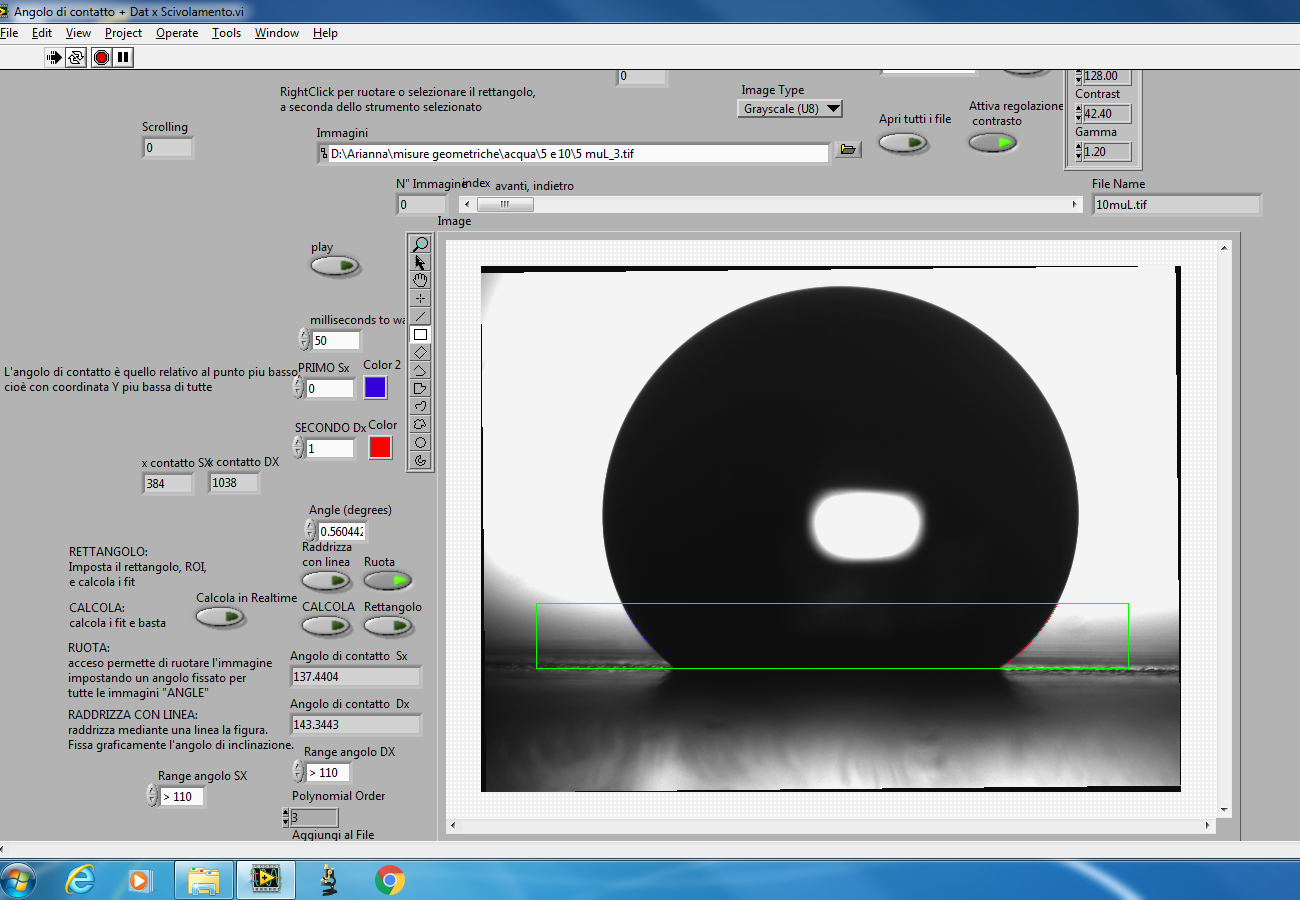 Angolo di contatto + Dat x Scivolamento.vi
File Edit View Project Operate Tools Window Help
0
128.00
RightClick per ruotare o selezionare il rettangolo,
a seconda dello strumento selezionato
Image Type
Grayscale (U8)
Contrast
42.40
Apri tutti i file
Attiva regolazione
contrasto
Gamma
1.20
Scrolling
0
Immagini
D:\Arianna\misure geometriche\acqua\5 e 10\5 muL_3.tif
N° Immagine
index
avanti, indietro
0
File Name
10muL.tif
Image
play
milliseconds to wa
50
L'angolo di contatto è quello relativo al punto piu basso,
cioè con coordinata Y piu bassa di tutte
PRIMO Sx
Color 2
0
SECONDO Dx
Color
1
x contatto SX
x contatto DX
384
1038
Angle (degrees)
0.560442
RETTANGOLO:
Imposta il rettangolo, ROI,
e calcola i fit
Raddrizza
con linea
Ruota
Calcola in Realtime
CALCOLA:
calcola i fit e basta
CALCOLA
Rettangolo
RUOTA:
acceso permette di ruotare l'immagine
impostando un angolo fissato per
tutte le immagini "ANGLE"
Angolo di contatto Sx
137.4404
Angolo di contatto Dx
143.3443
RADDRIZZA CON LINEA:
raddrizza mediante una linea la figura.
Fissa graficamente l'angolo di inclinazione.
Range angolo DX
> 110
Range angolo SX
> 110
Polynomial Order
3
Aggiungi al File